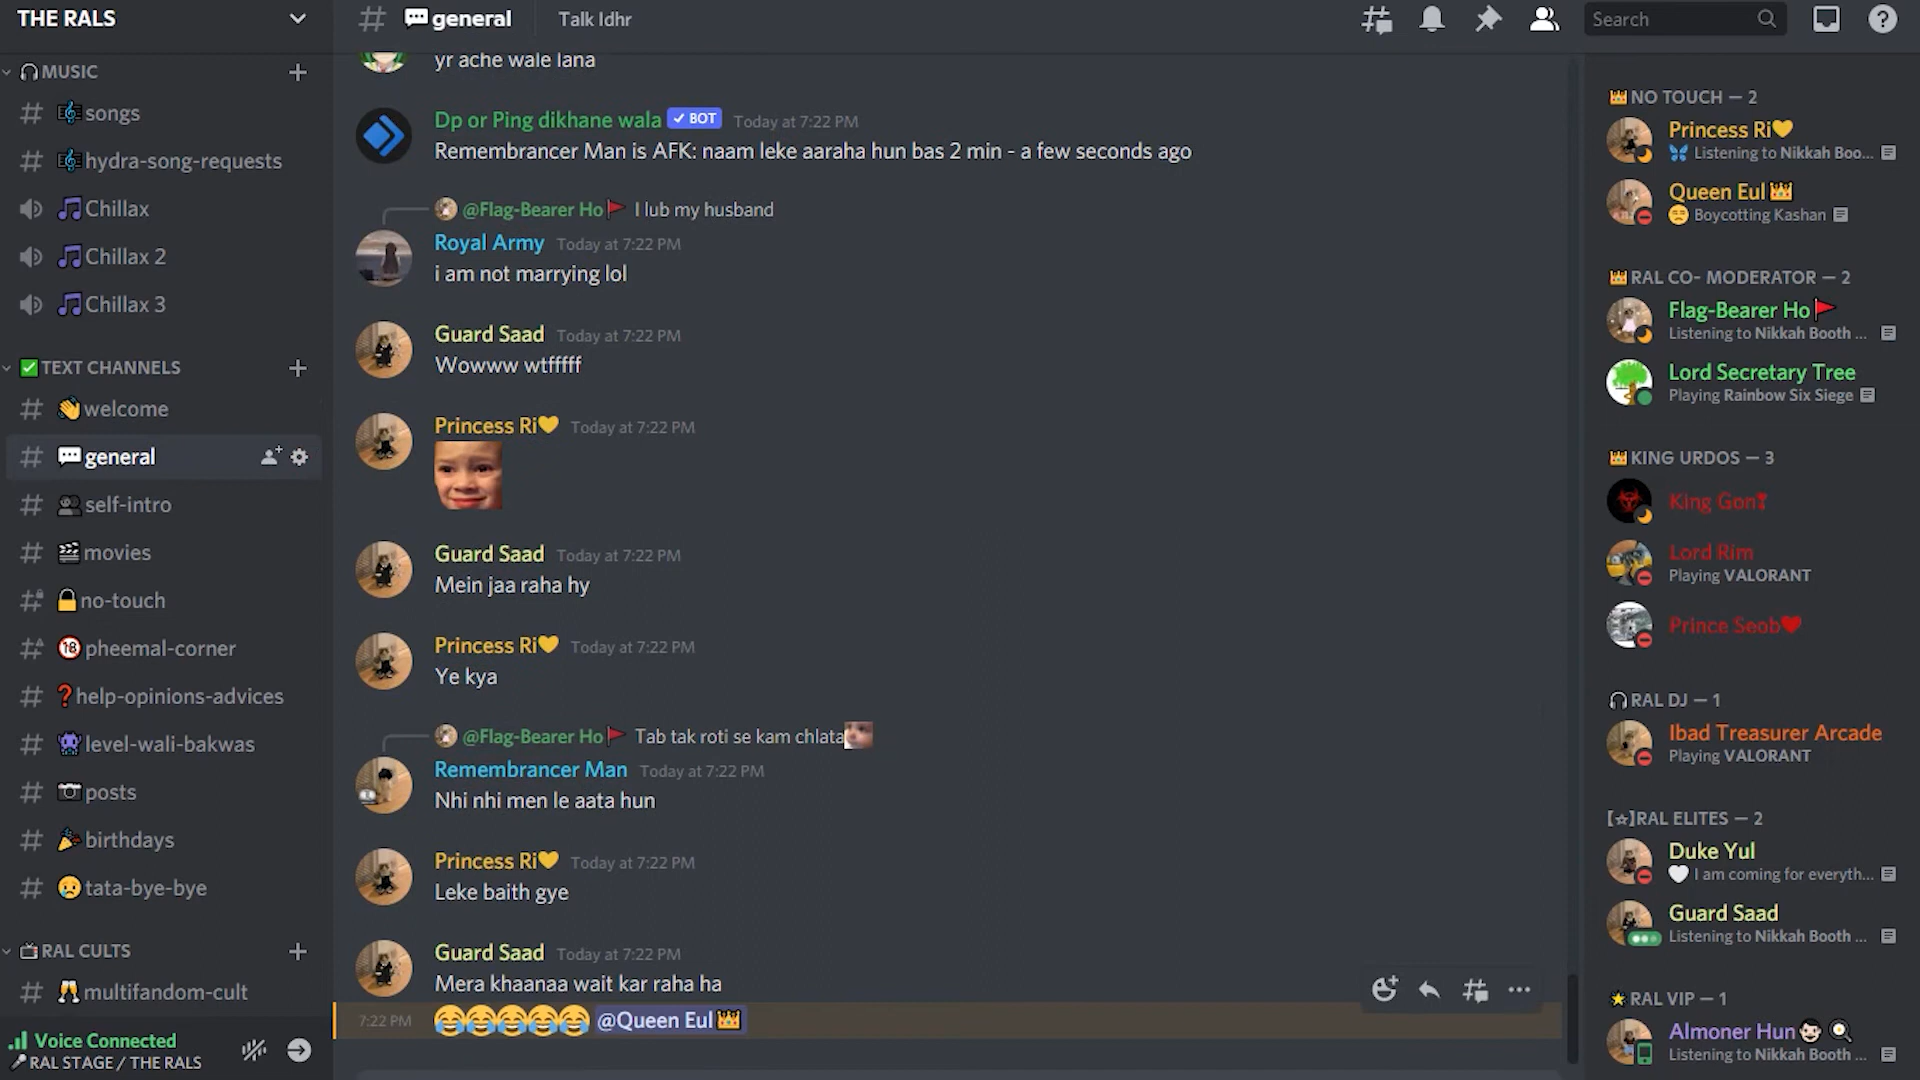 THE RALS
MUSIC
songs
hydra-song-requests
Chillax
Chillax 2
Chillax 3
TEXT CHANNELS
welcome
general
self-intro
movies
no-touch
pheemal-corner
help-opinions-advices
level-wali-bakwas
posts
birthdays
tata-bye-bye
RAL CULTS
multifandom-cult
Voice Connected
RAL STAGE / THE RALS
general
Talk Idhr
Search
yr ache wale lana
Dp or Ping dikhane wala BOT Today at 7:22 PM
Remembrancer Man is AFK: naam leke aaraha hun bas 2 min - a few seconds ago
@Flag-Bearer Ho I lub my husband
Royal Army Today at 7:22 PM
i am not marrying lol
Guard Saad Today at 7:22 PM
Wowww wtfffff
Princess Ri Today at 7:22 PM
Guard Saad Today at 7:22 PM
Mein jaa raha hy
Princess Ri Today at 7:22 PM
Ye kya
@Flag-Bearer Ho Tab tak roti se kam chlata
Remembrancer Man Today at 7:22 PM
Nhi nhi men le aata hun
Princess Ri Today at 7:22 PM
Leke baith gye
Guard Saad Today at 7:22 PM
Mera khaanaa wait kar raha ha
7:22 PM 😂😂😂😂😂 @Queen Eul👑
NO TOUCH — 2
Princess Ri
Listening to Nikkah Boo...
Queen Eul
Boycotting Kashan
RAL CO- MODERATOR — 2
Flag-Bearer Ho
Listening to Nikkah Booth ...
Lord Secretary Tree
Playing Rainbow Six Siege
KING URDOS — 3
King Gon
Lord Rim
Playing VALORANT
Prince Seob
RAL DJ — 1
Ibad Treasurer Arcade
Playing VALORANT
[☆]RAL ELITES — 2
Duke Yul
I am coming for everyth...
Guard Saad
Listening to Nikkah Booth ...
RAL VIP — 1
Almoner Hun
Listening to Nikkah Booth ...